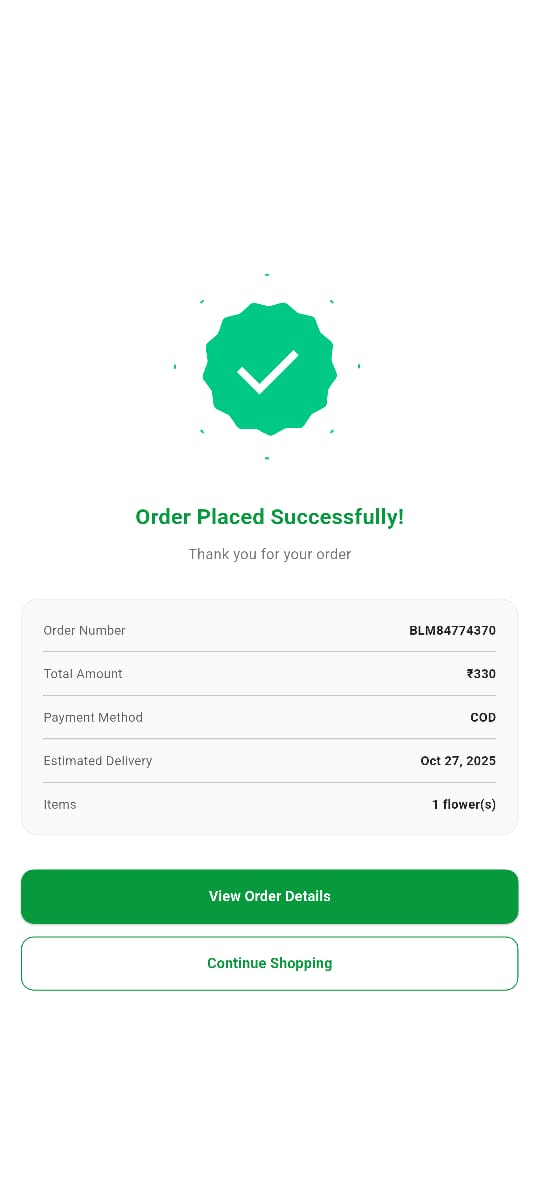 Order Placed Successfully!
Thank you for your order
Order Number BLM84774370
Total Amount ₹330
Payment Method COD
Estimated Delivery Oct 27, 2025
Items 1 flower(s)
View Order Details
Continue Shopping